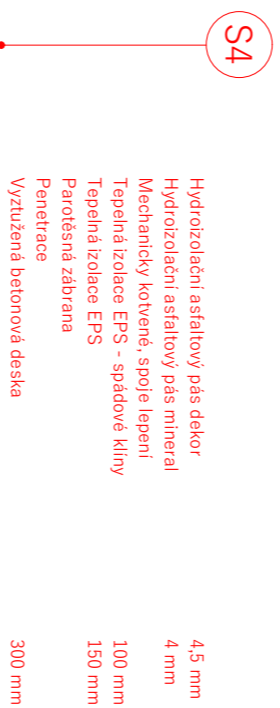 S4
Hydroizolační asfaltový pás dekor 4,5 mm
Hydroizolační asfaltový pás mineral 4 mm
Mechanicky kotvené, spoje lepení
Tepelná izolace EPS - spádové klíny 100 mm
Tepelná izolace EPS 150 mm
Parotěsná zábrana
Penetrace
Vyztužená betonová deska 300 mm